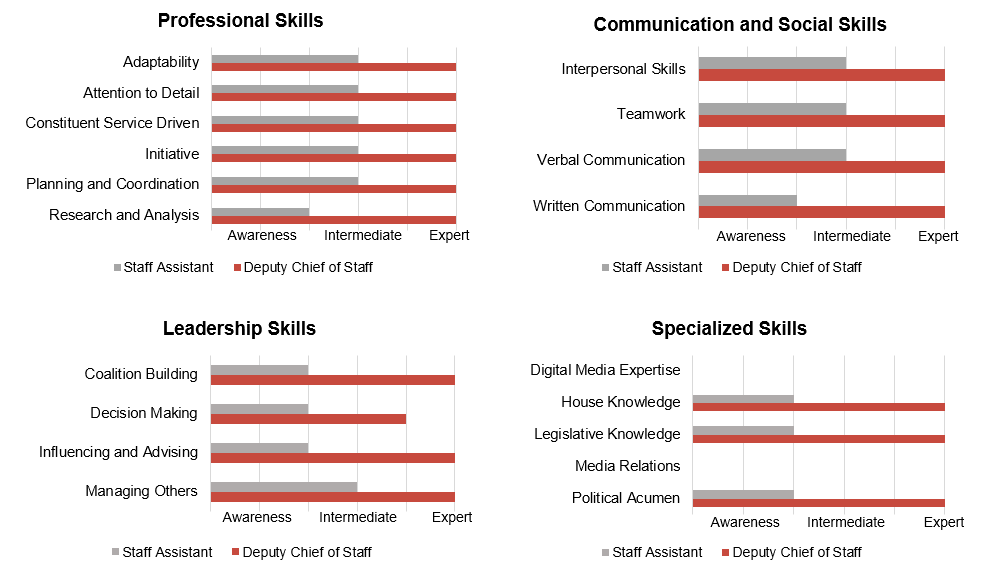 Professional Skills
Adaptability
Attention to Detail
Constituent Service Driven
Initiative
Planning and Coordination
Research and Analysis
Awareness Intermediate Expert
Staff Assistant Deputy Chief of Staff
Communication and Social Skills
Interpersonal Skills
Teamwork
Verbal Communication
Written Communication
Awareness Intermediate Expert
Staff Assistant Deputy Chief of Staff
Leadership Skills
Coalition Building
Decision Making
Influencing and Advising
Managing Others
Awareness Intermediate Expert
Staff Assistant Deputy Chief of Staff
Specialized Skills
Digital Media Expertise
House Knowledge
Legislative Knowledge
Media Relations
Political Acumen
Awareness Intermediate Expert
Staff Assistant Deputy Chief of Staff